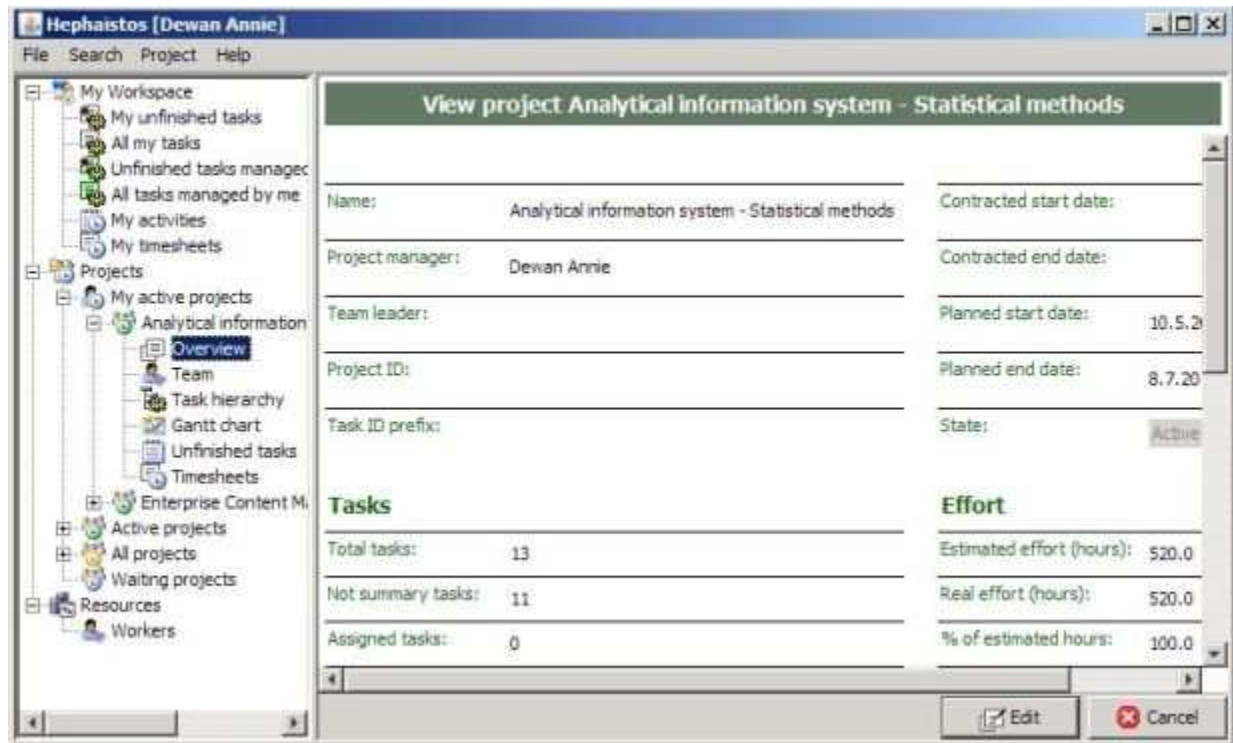 Hephaistos [Dewan Annie]
File Search Project Help
My Workspace
My unfinished tasks
All my tasks
Unfinished tasks managed
All tasks managed by me
My activities
My timesheets
Projects
My active projects
Analytical information
Overview
Team
Task hierarchy
Gantt chart
Unfinished tasks
Timesheets
Enterprise Content M
Active projects
All projects
Waiting projects
Resources
Workers
View project Analytical information system - Statistical methods
Name: Analytical information system - Statistical methods
Contracted start date:
Project manager: Dewan Annie
Contracted end date:
Team leader:
Planned start date: 10.5.2
Project ID:
Planned end date: 8.7.20
Task ID prefix:
State: Active
Tasks
Effort
Total tasks: 13
Estimated effort (hours): 520.0
Not summary tasks: 11
Real effort (hours): 520.0
Assigned tasks: 0
% of estimated hours: 100.0
Edit
Cancel